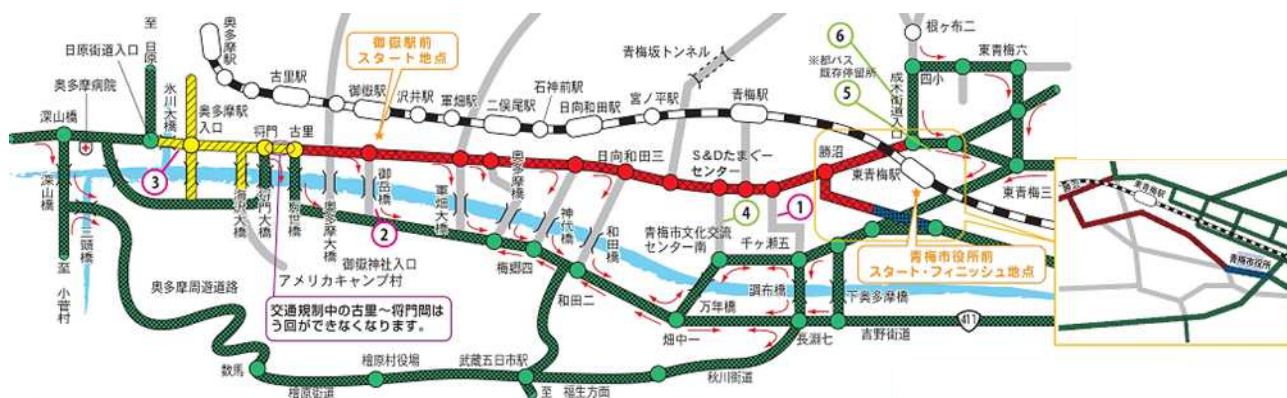 至 日原
日原街道入口
奥多摩病院
深山橋
氷川大橋
奥多摩駅
奥多摩駅入口
将門
古里
古里駅
御嶽駅
御嶽駅前
スタート地点
沢井駅
軍畑駅
二俣尾駅
石神前駅
日向和田駅
宮ノ平駅
青梅坂トンネル
青梅駅
⑥
※都バス
既存停留所
⑤
成木街道入口
根ヶ布二
四小
東青梅六
③
深山橋
三頭橋
至 小菅村
海沢大橋
将門大橋
万世橋
奥多摩大橋
御岳橋
②
軍畑大橋
奥多摩橋
神代橋
和田橋
日向和田三
S&Dたまぐー
センター
④
①
勝沼
東青梅駅
東青梅三
青梅市役所前
スタート・フィニッシュ地点
勝沼
東青梅駅
青梅市役所
御嶽神社入口
アメリカキャンプ村
交通規制中の古里～将門間は
う回ができなくなります。
梅郷四
和田二
青梅市文化交流
センター南
千ヶ瀬五
万年橋
畑中一
調布橋
長淵七
下奥多摩橋
吉野街道
411
奥多摩周遊道路
数馬
檜原街道
檜原村役場
武蔵五日市駅
至 福生方面
秋川街道